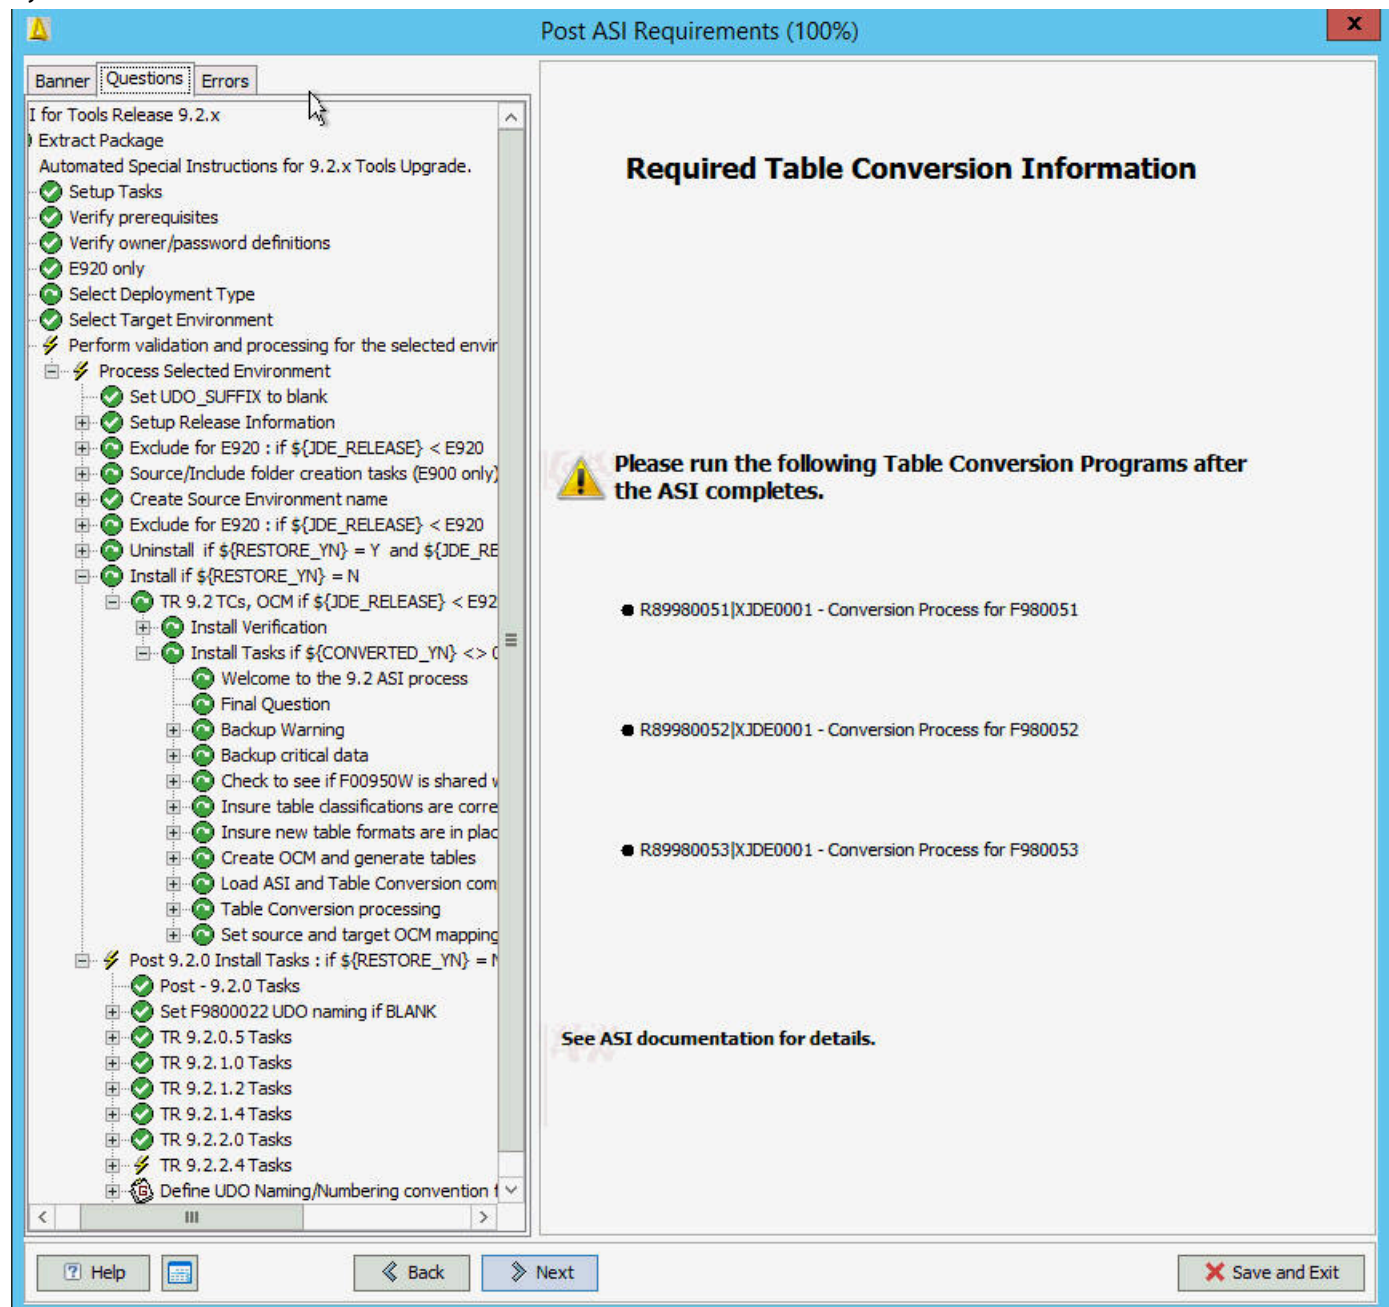 Post ASI Requirements (100%)
x
Banner Questions Errors
I for Tools Release 9.2.x
Extract Package
Automated Special Instructions for 9.2.x Tools Upgrade.
Setup Tasks
Verify prerequisites
Verify owner/password definitions
E920 only
Select Deployment Type
Select Target Environment
Perform validation and processing for the selected envir
Process Selected Environment
Set UDO_SUFFIX to blank
Setup Release Information
Exclude for E920 : if ${JDE_RELEASE} < E920
Source/Include folder creation tasks (E900 only)
Create Source Environment name
Exclude for E920 : if ${JDE_RELEASE} < E920
Uninstall if ${RESTORE_YN} = Y and ${JDE_RE
Install if ${RESTORE_YN} = N
TR 9.2 TCs, OCM if ${JDE_RELEASE} < E92
Install Verification
Install Tasks if ${CONVERTED_YN} <>
Welcome to the 9.2 ASI process
Final Question
Backup Warning
Backup critical data
Check to see if F00950W is shared
Insure table classifications are corre
Insure new table formats are in plac
Create OCM and generate tables
Load ASI and Table Conversion com
Table Conversion processing
Set source and target OCM mapping
Post 9.2.0 Install Tasks : if ${RESTORE_YN} = N
Post - 9.2.0 Tasks
Set F9800022 UDO naming if BLANK
TR 9.2.0.5 Tasks
TR 9.2.1.0 Tasks
TR 9.2.1.2 Tasks
TR 9.2.1.4 Tasks
TR 9.2.2.0 Tasks
TR 9.2.2.4 Tasks
Define UDO Naming/Numbering convention f
Required Table Conversion Information
Please run the following Table Conversion Programs after
the ASI completes.
R89980051|XJDE0001 - Conversion Process for F980051
R89980052|XJDE0001 - Conversion Process for F980052
R89980053|XJDE0001 - Conversion Process for F980053
See ASI documentation for details.
Help Back Next Save and Exit